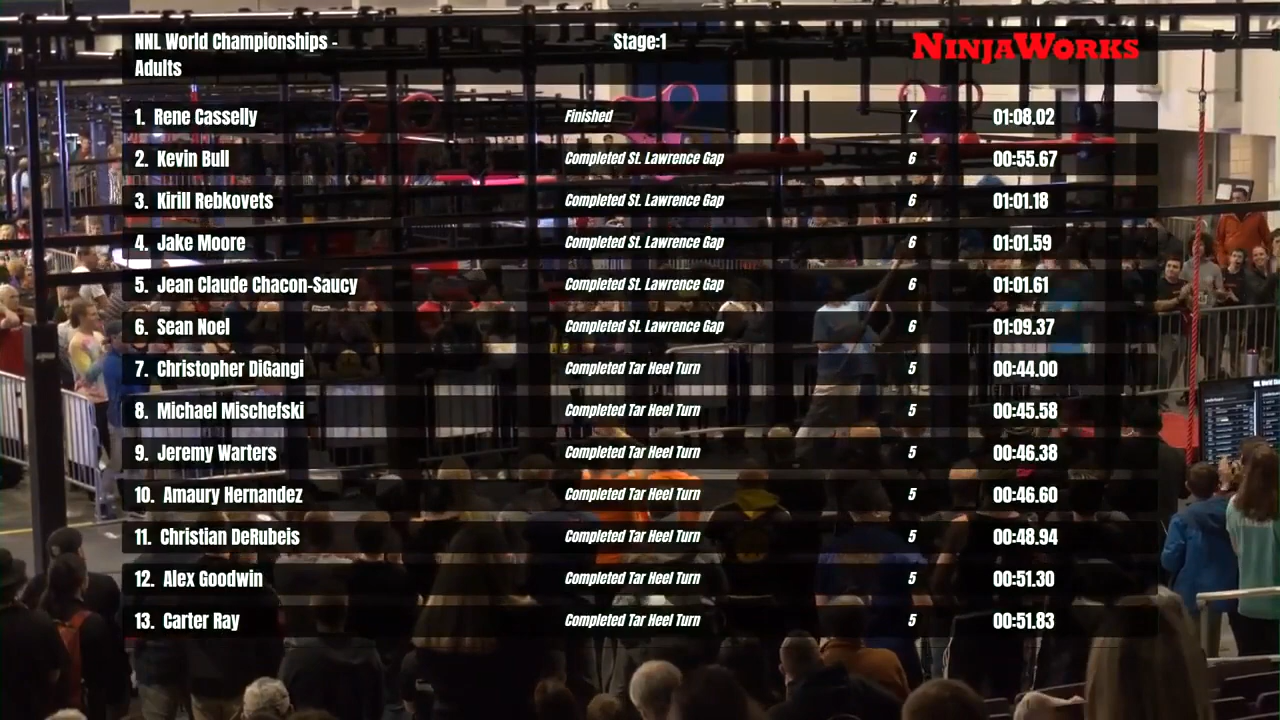 NNL World Championships -
Adults
Stage:1
NINJAWORKS
1. Rene Casselly Finished 7 01:08.02
2. Kevin Bull Completed St. Lawrence Gap 6 00:55.67
3. Kirill Rebkovets Completed St. Lawrence Gap 6 01:01.18
4. Jake Moore Completed St. Lawrence Gap 6 01:01.59
5. Jean Claude Chacon-Saucy Completed St. Lawrence Gap 6 01:01.61
6. Sean Noel Completed St. Lawrence Gap 6 01:09.37
7. Christopher DiGangi Completed Tar Heel Turn 5 00:44.00
8. Michael Mischefski Completed Tar Heel Turn 5 00:45.58
9. Jeremy Warters Completed Tar Heel Turn 5 00:46.38
10. Amaury Hernandez Completed Tar Heel Turn 5 00:46.60
11. Christian DeRubeis Completed Tar Heel Turn 5 00:48.94
12. Alex Goodwin Completed Tar Heel Turn 5 00:51.30
13. Carter Ray Completed Tar Heel Turn 5 00:51.83